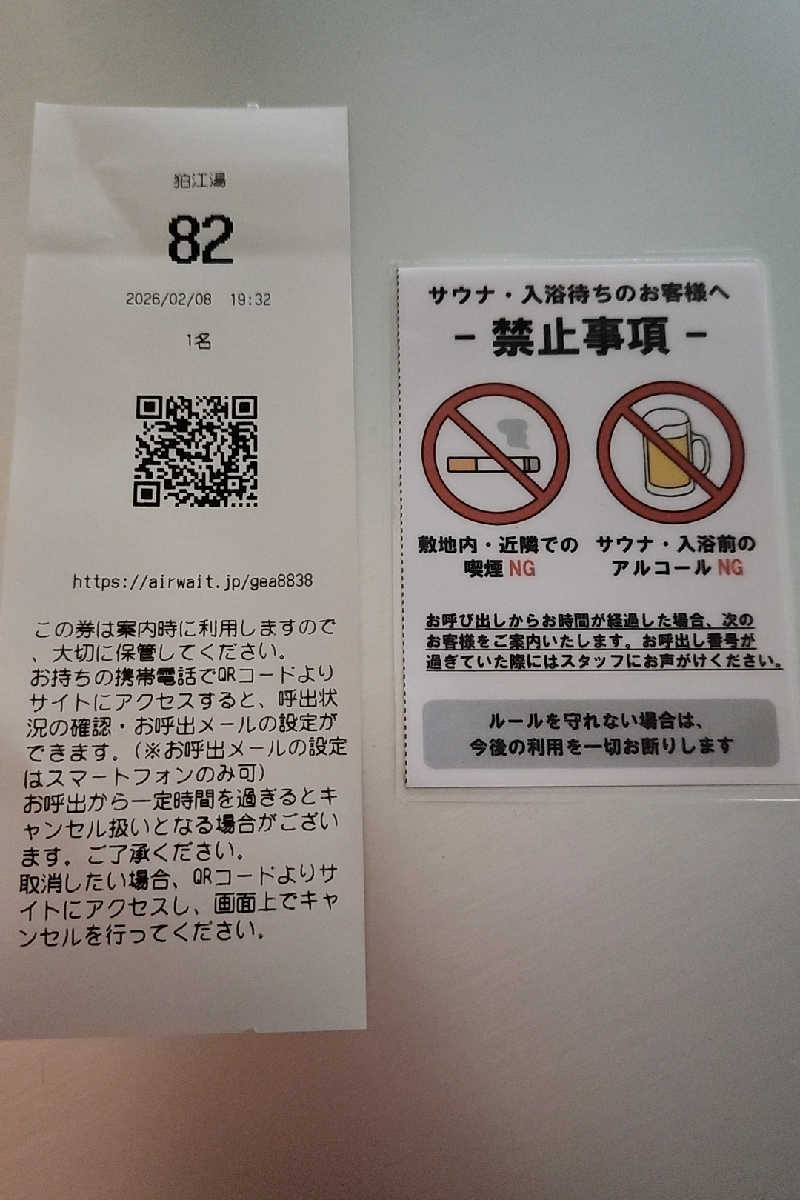 狛江湯
82
2026/02/08 19:32
1名
https://airwait.jp/gea8838
この券は案内時に利用しますので
、大切に保管してください。
お持ちの携帯電話でQRコードより
サイトにアクセスすると、呼出状
況の確認・お呼出メールの設定が
できます。(※お呼出メールの設定
はスマートフォンのみ可)
お呼出から一定時間を過ぎるとキ
ャンセル扱いとなる場合がござい
ます。ご了承ください。
取消したい場合、QRコードよりサ
イトにアクセスし、画面上でキャ
ンセルを行ってください。
サウナ・入浴待ちのお客様へ
- 禁止事項 -
敷地内・近隣での
喫煙 NG
サウナ・入浴前の
アルコール NG
お呼び出しからお時間が経過した場合、次の
お客様をご案内いたします。お呼出し番号が
過ぎていた際にはスタッフにお声がけください。
ルールを守れない場合は、
今後の利用を一切お断りします